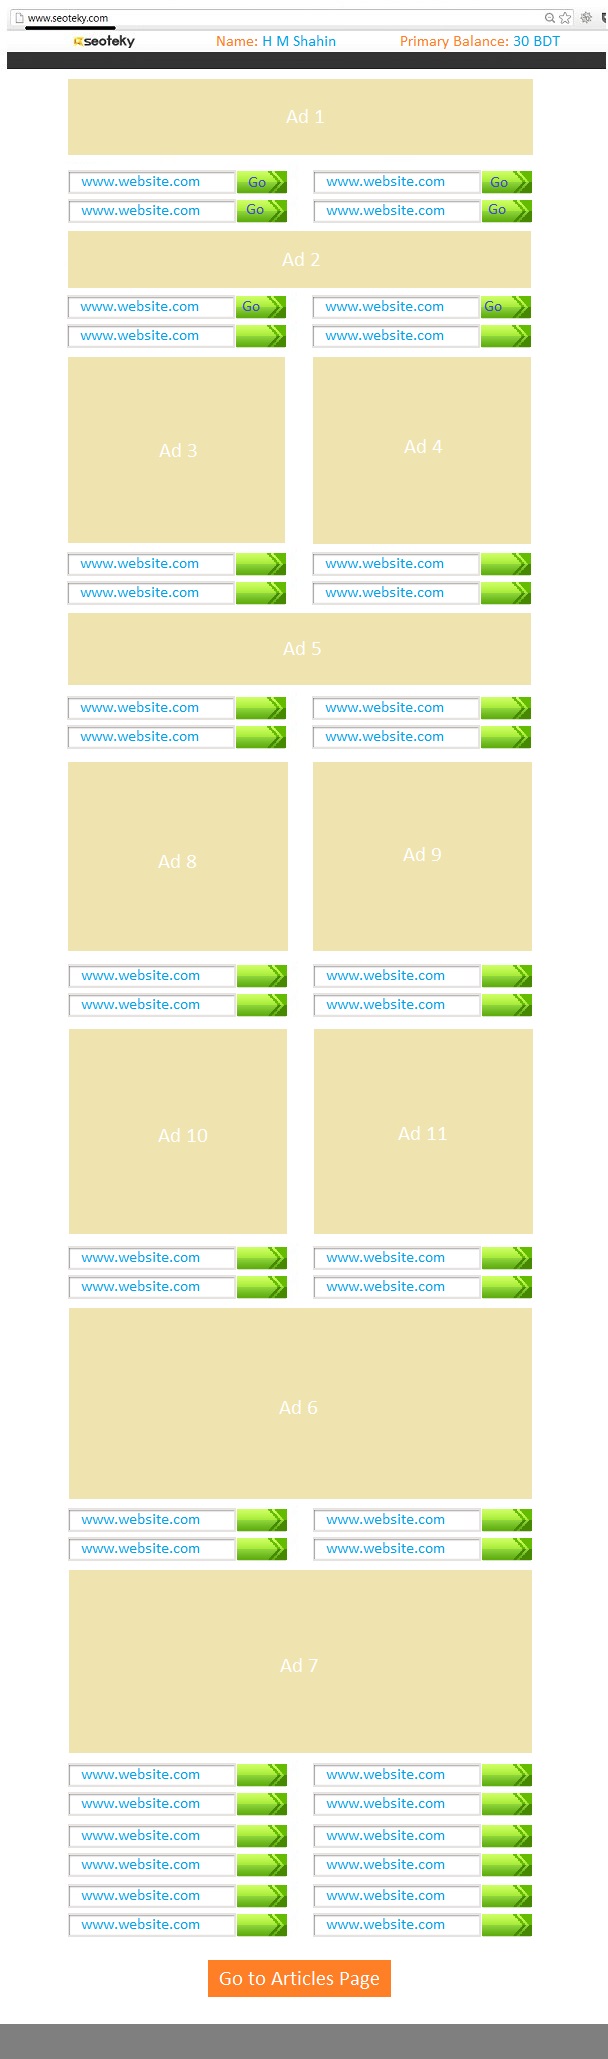 www.seoteky.com
seoteky Name: H M Shahin Primary Balance: 30 BDT
Ad 1
www.website.com Go www.website.com Go
www.website.com Go www.website.com Go
Ad 2
www.website.com Go www.website.com Go
www.website.com www.website.com
Ad 3 Ad 4
www.website.com www.website.com
www.website.com www.website.com
Ad 5
www.website.com www.website.com
www.website.com www.website.com
Ad 8 Ad 9
www.website.com www.website.com
www.website.com www.website.com
Ad 10 Ad 11
www.website.com www.website.com
www.website.com www.website.com
Ad 6
www.website.com www.website.com
www.website.com www.website.com
Ad 7
www.website.com www.website.com
www.website.com www.website.com
www.website.com www.website.com
www.website.com www.website.com
www.website.com www.website.com
www.website.com www.website.com
Go to Articles Page